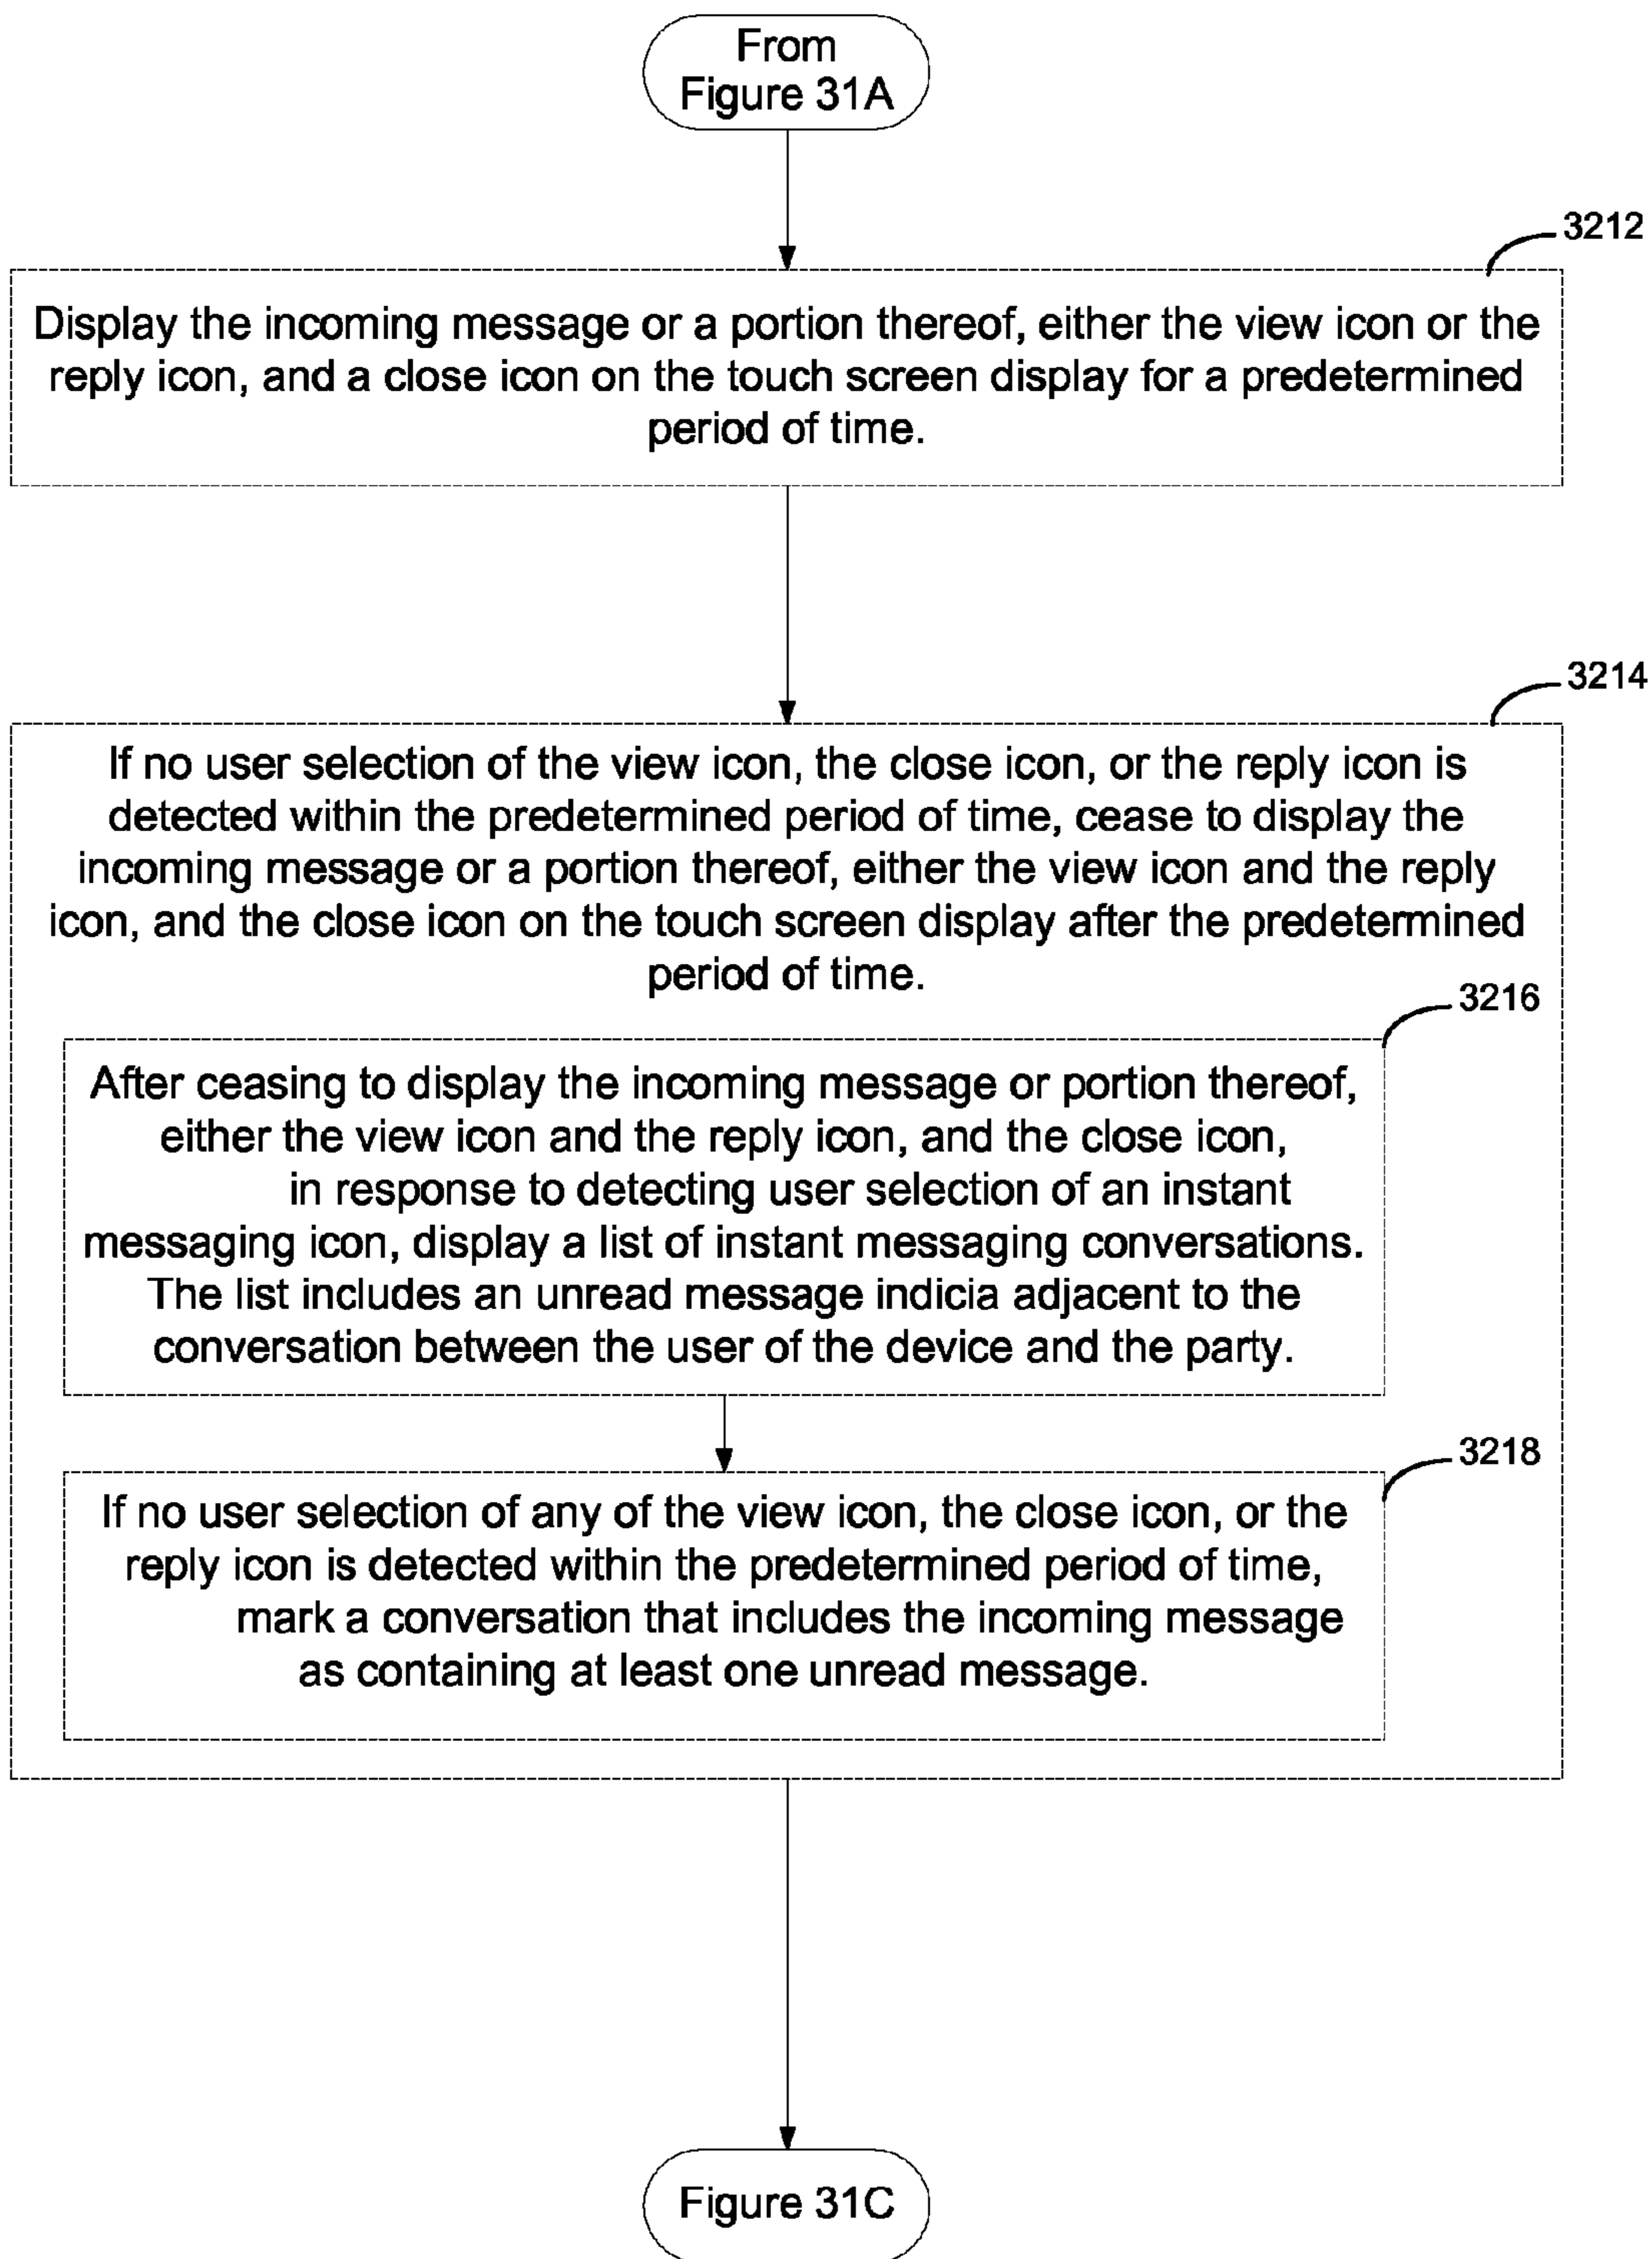 From
Figure 31A
3212
Display the incoming message or a portion thereof, either the view icon or the
reply icon, and a close icon on the touch screen display for a predetermined
period of time.
3214
If no user selection of the view icon, the close icon, or the reply icon is
detected within the predetermined period of time, cease to display the
incoming message or a portion thereof, either the view icon and the reply
icon, and the close icon on the touch screen display after the predetermined
period of time.
3216
After ceasing to display the incoming message or portion thereof,
either the view icon and the reply icon, and the close icon,
in response to detecting user selection of an instant
messaging icon, display a list of instant messaging conversations.
The list includes an unread message indicia adjacent to the
conversation between the user of the device and the party.
3218
If no user selection of any of the view icon, the close icon, or the
reply icon is detected within the predetermined period of time,
mark a conversation that includes the incoming message
as containing at least one unread message.
Figure 31C